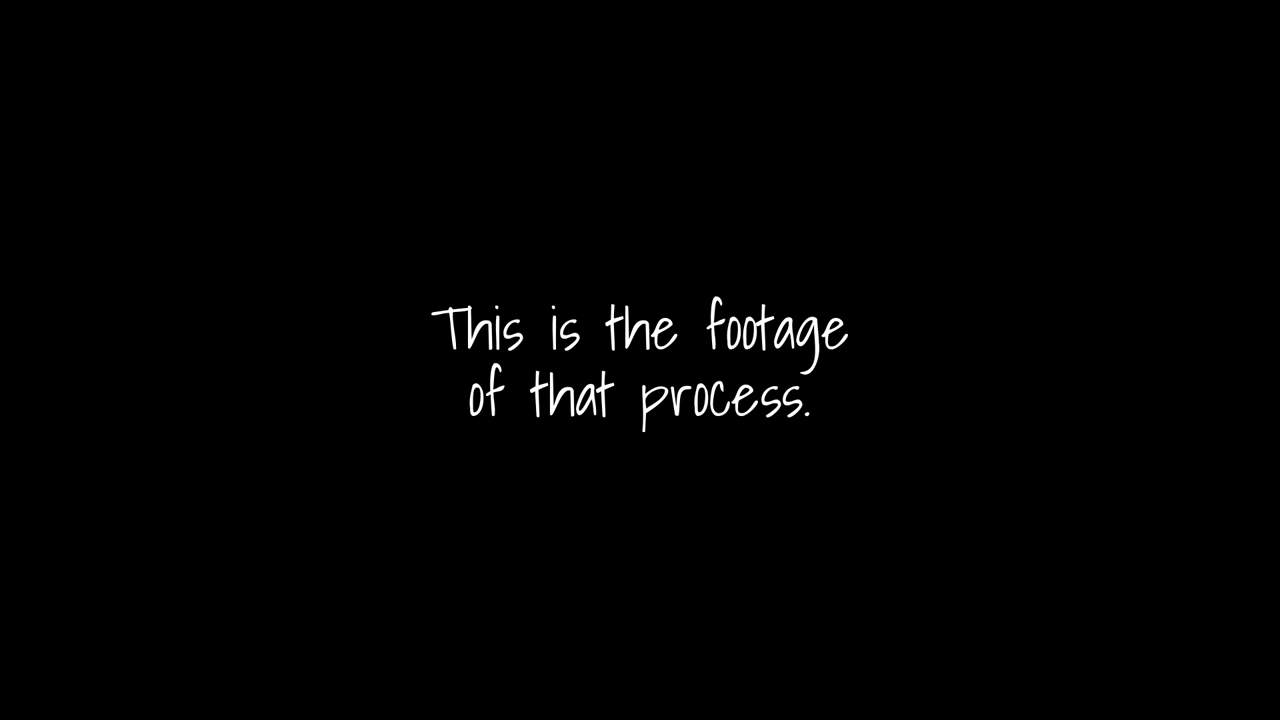 This is the footage
of that process.